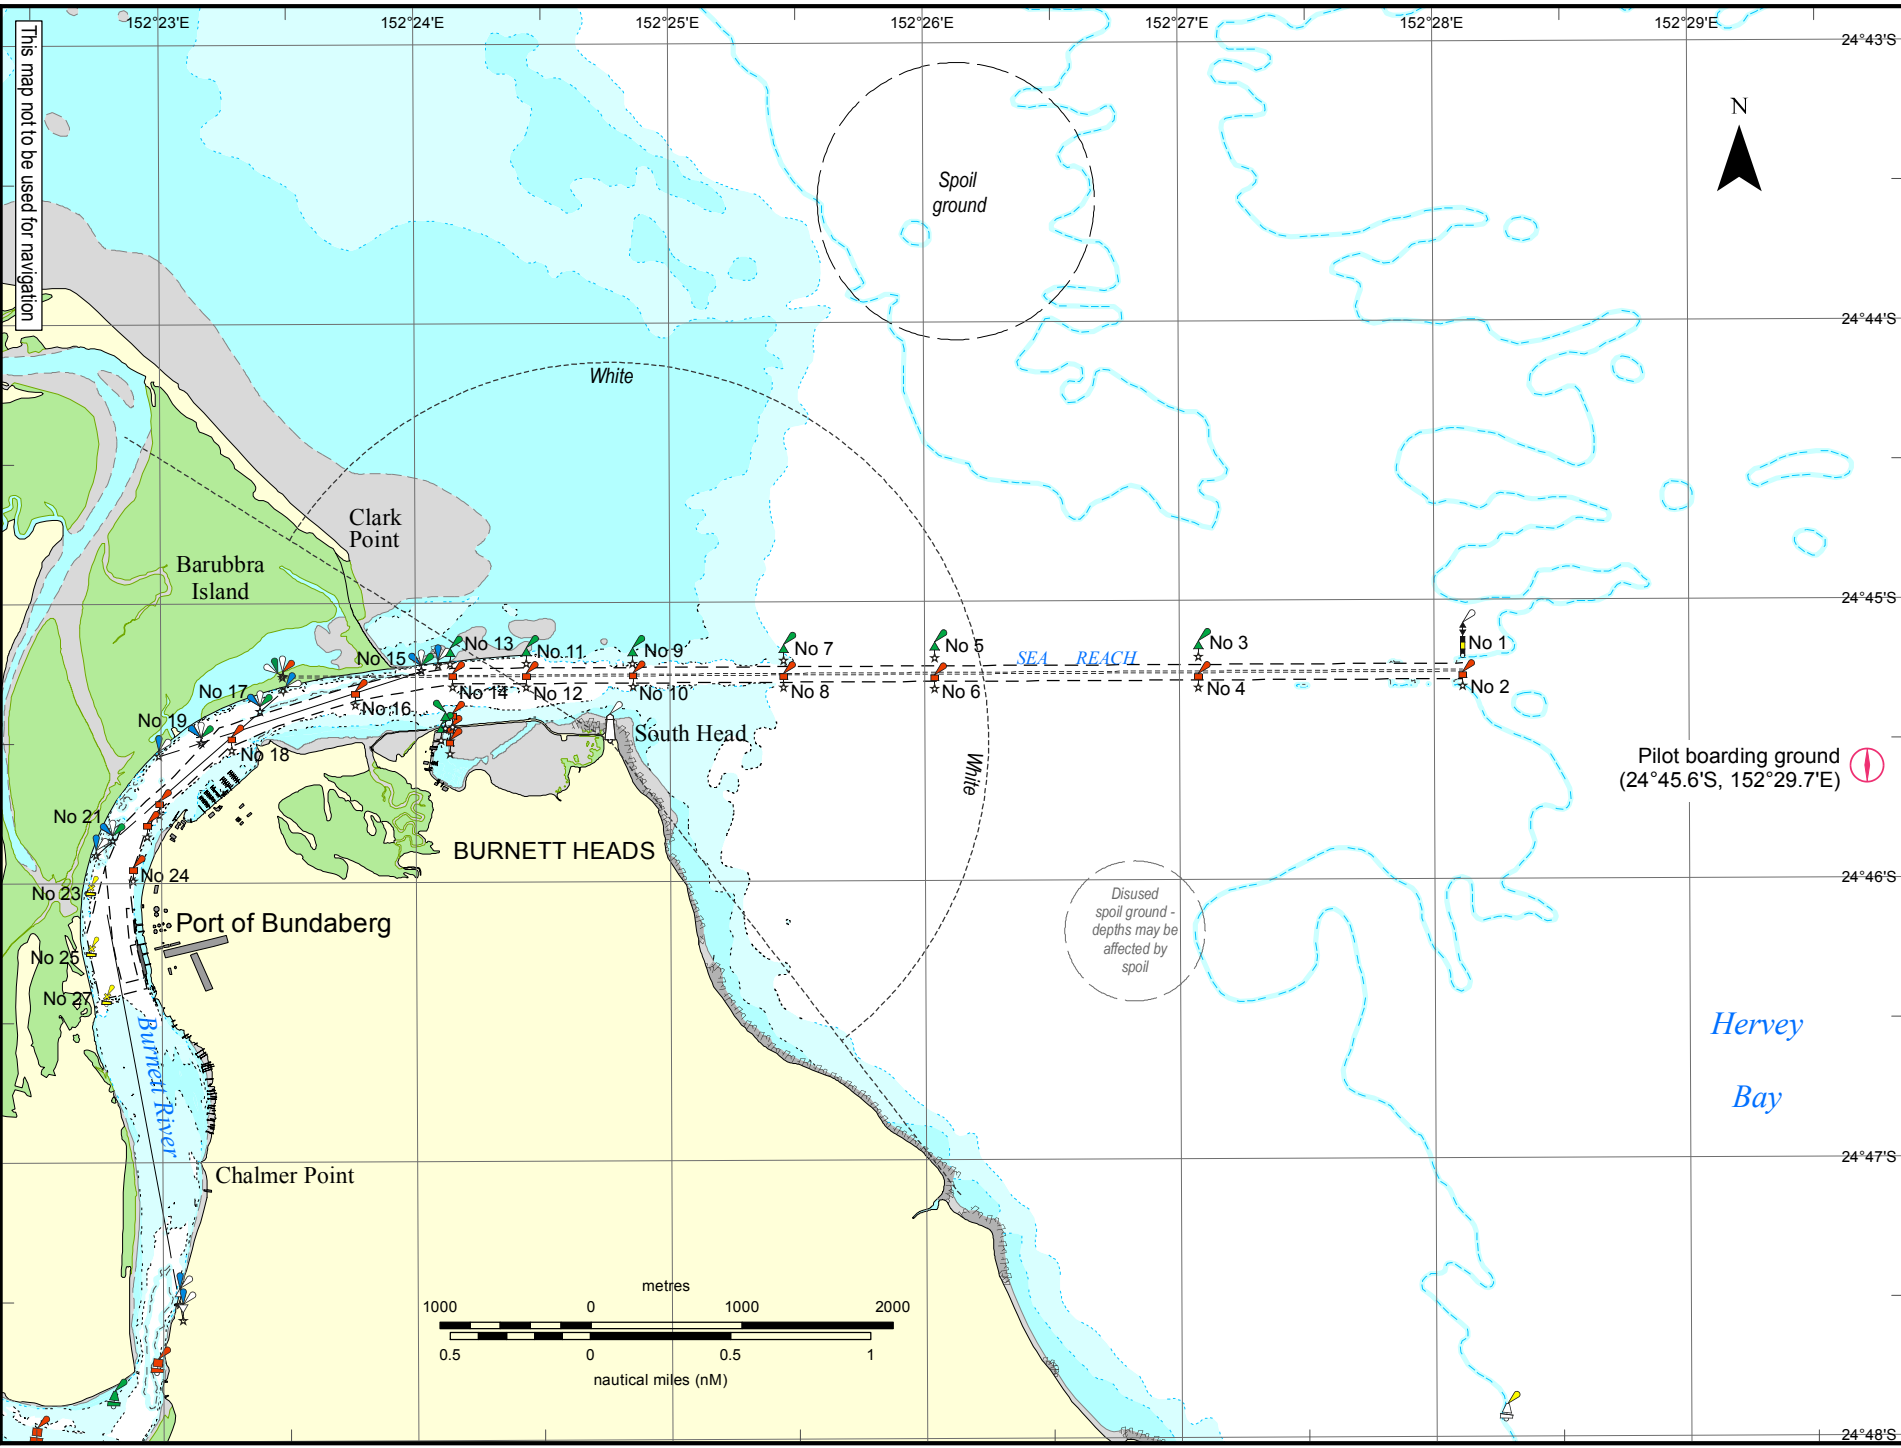 152°23'E
152°24'E
152°25'E
152°26'E
152°27'E
152°28'E
152°29'E
24°43'S
This map not to be used for navigation
N
Spoil
ground
24°44'S
White
Clark
Point
Barubbra
Island
24°45'S
No 15
No 13
No 11
No 9
No 7
No 5
SEA REACH
No 3
No 1
No 17
No 14
No 12
No 10
No 8
No 6
No 4
No 2
No 16
No 19
No 18
South Head
White
Pilot boarding ground
(24°45.6'S, 152°29.7'E)
No 21
BURNETT HEADS
No 24
No 23
24°46'S
Port of Bundaberg
Disused
spoil ground -
depths may be
affected by
spoil
No 25
No 27
Burnett River
Hervey
Bay
24°47'S
Chalmer Point
metres
1000
0
1000
2000
0.5
0
0.5
1
nautical miles (nM)
24°48'S